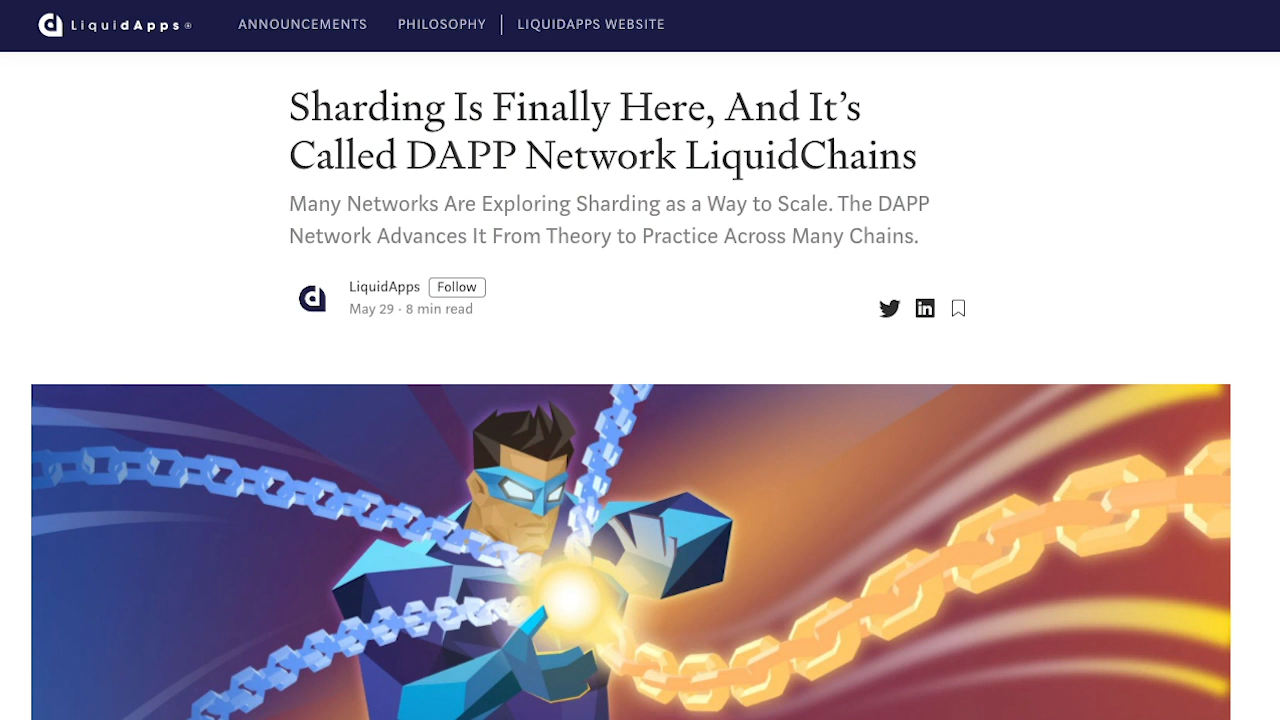 LiquidApps
ANNOUNCEMENTS
PHILOSOPHY
LIQUIDAPPS WEBSITE
Sharding Is Finally Here, And It’s
Called DAPP Network LiquidChains
Many Networks Are Exploring Sharding as a Way to Scale. The DAPP
Network Advances It From Theory to Practice Across Many Chains.
LiquidApps Follow
May 29 · 8 min read